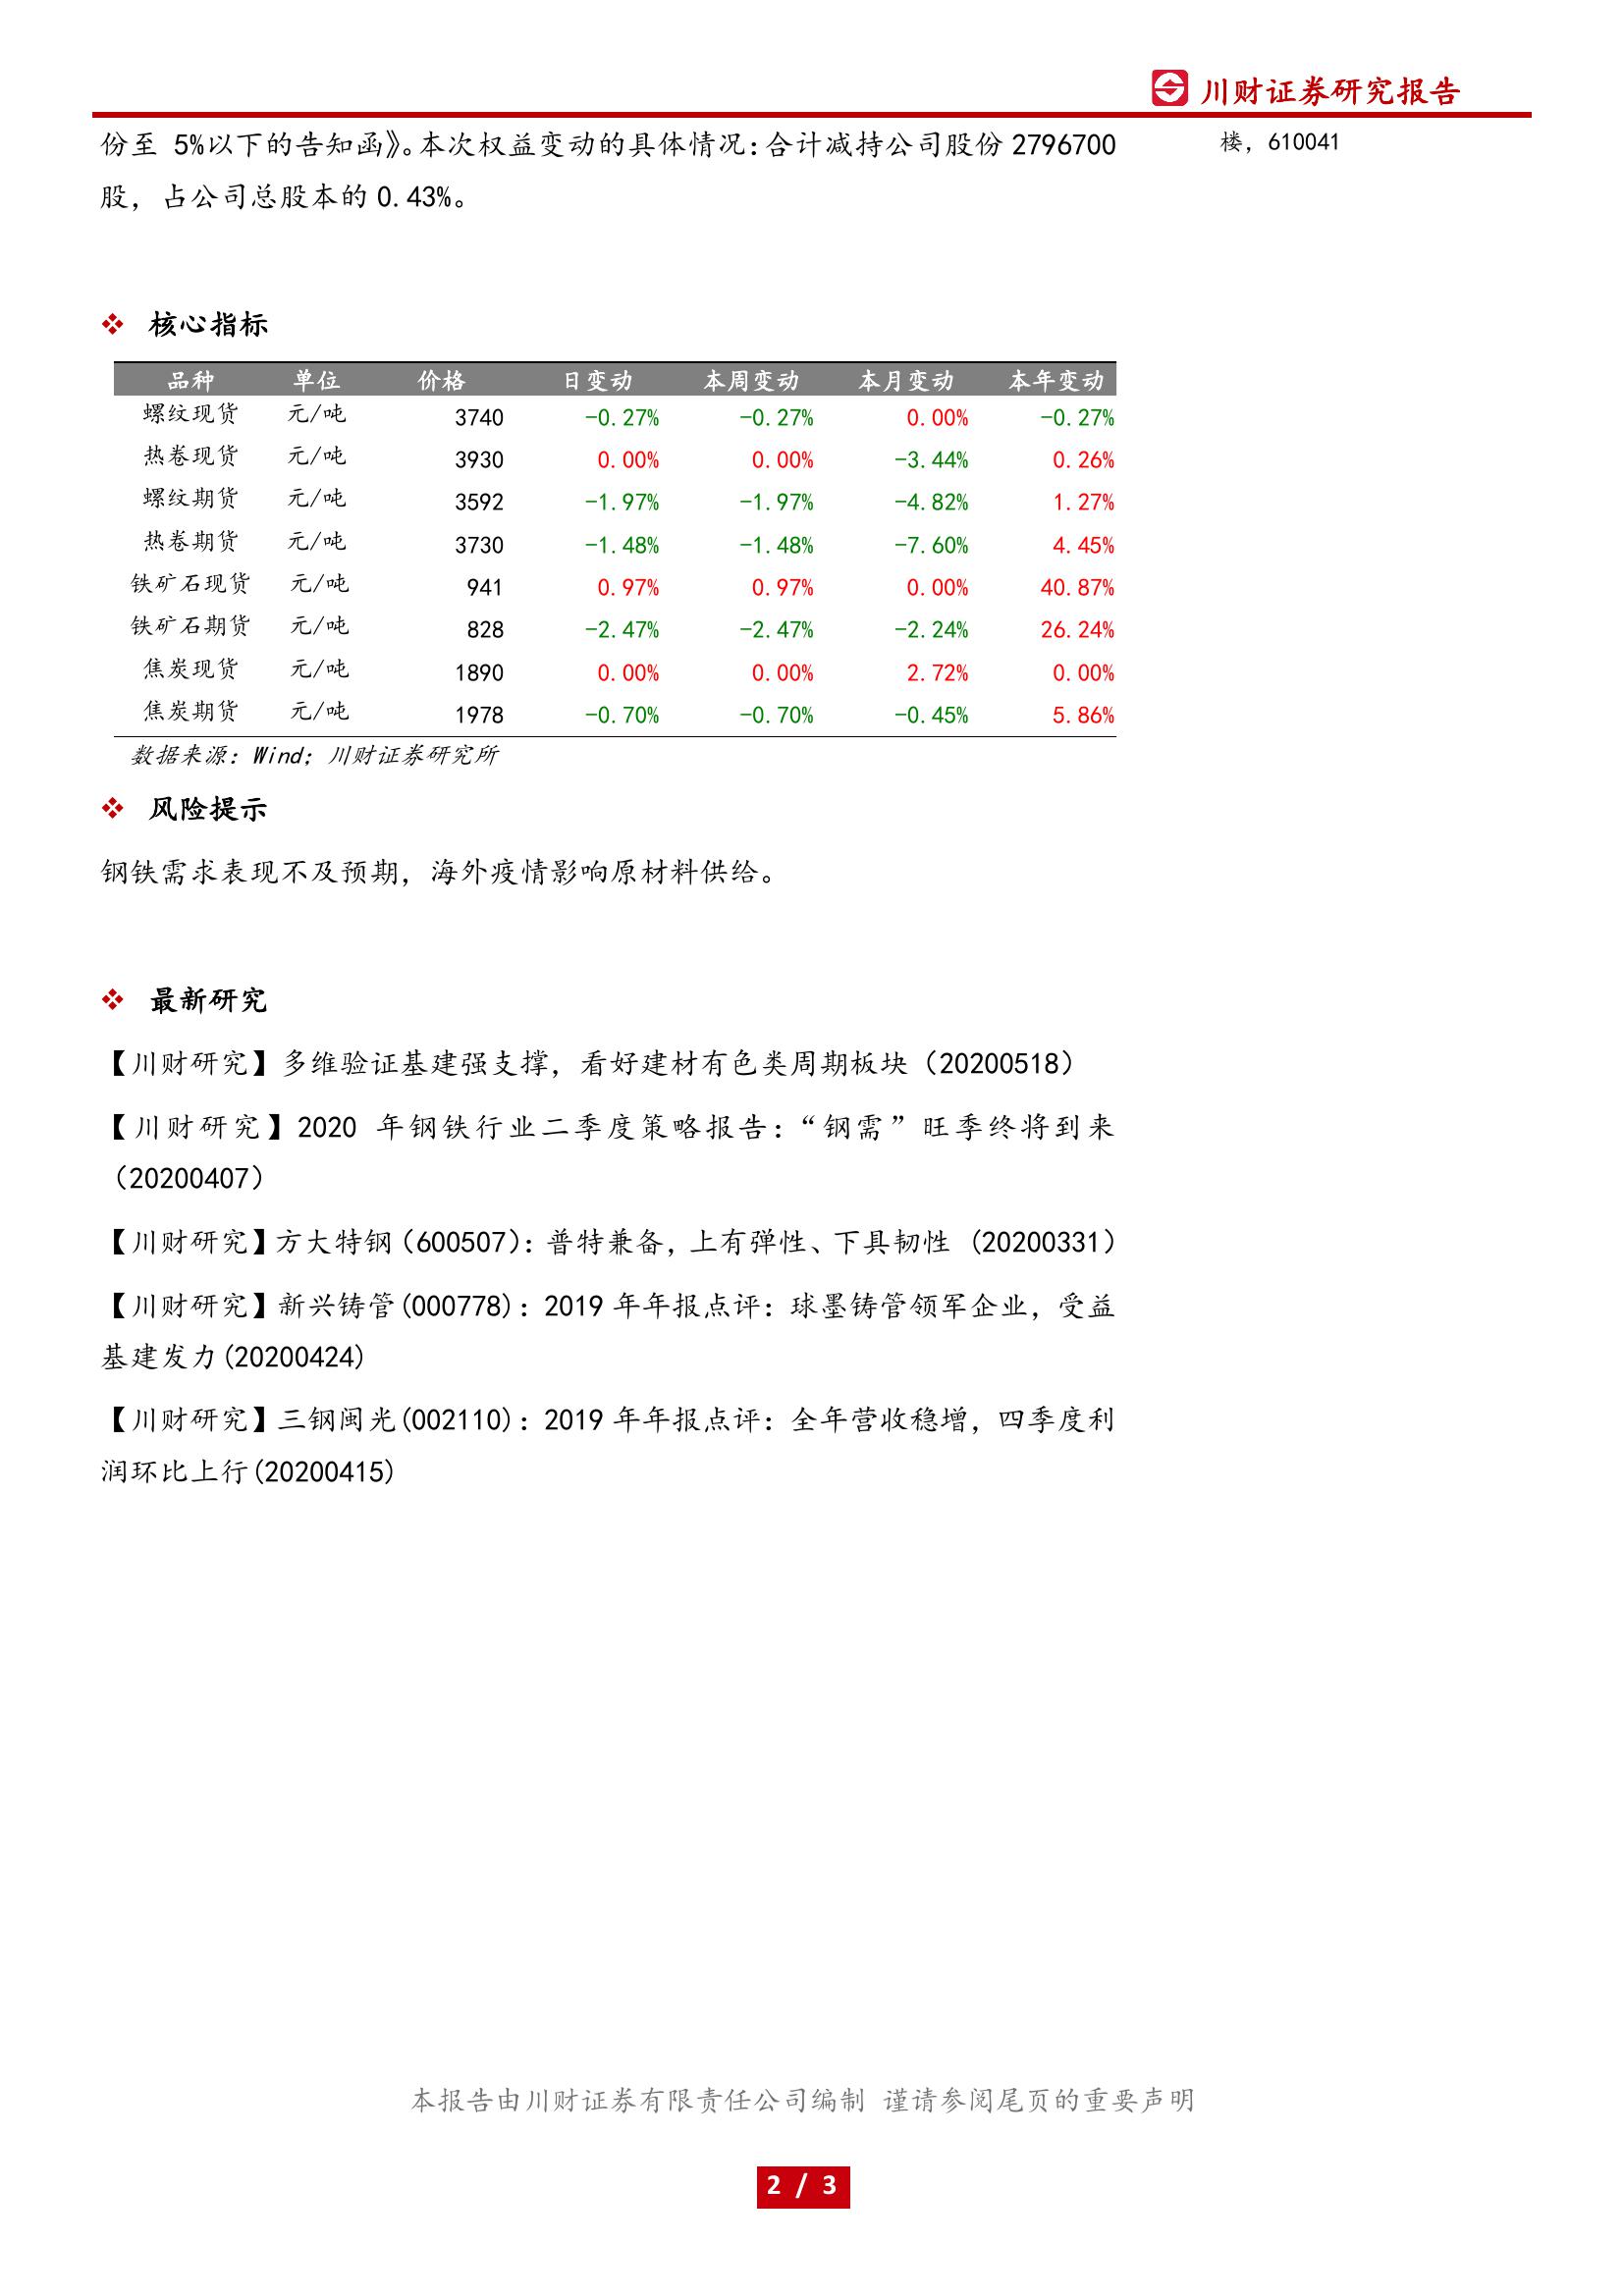 川财证券研究报告
份至 5%以下的告知函》。本次权益变动的具体情况：合计减持公司股份 2796700
股，占公司总股本的 0.43%。
楼，610041
核心指标
品种 单位 价格 日变动 本周变动 本月变动 本年变动
螺纹现货 元/吨 3740 -0.27% -0.27% 0.00% -0.27%
热卷现货 元/吨 3930 0.00% 0.00% -3.44% 0.26%
螺纹期货 元/吨 3592 -1.97% -1.97% -4.82% 1.27%
热卷期货 元/吨 3730 -1.48% -1.48% -7.60% 4.45%
铁矿石现货 元/吨 941 0.97% 0.97% 0.00% 40.87%
铁矿石期货 元/吨 828 -2.47% -2.47% -2.24% 26.24%
焦炭现货 元/吨 1890 0.00% 0.00% 2.72% 0.00%
焦炭期货 元/吨 1978 -0.70% -0.70% -0.45% 5.86%
数据来源：Wind；川财证券研究所
风险提示
钢铁需求表现不及预期，海外疫情影响原材料供给。
最新研究
【川财研究】多维验证基建强支撑，看好建材有色类周期板块（20200518）
【川财研究】2020 年钢铁行业二季度策略报告：“钢需”旺季终将到来
（20200407）
【川财研究】方大特钢（600507）：普特兼备，上有弹性、下具韧性 (20200331）
【川财研究】新兴铸管(000778)：2019 年年报点评：球墨铸管领军企业，受益
基建发力(20200424)
【川财研究】三钢闽光(002110)：2019 年年报点评：全年营收稳增，四季度利
润环比上行(20200415)
本报告由川财证券有限责任公司编制 谨请参阅尾页的重要声明
2 / 3